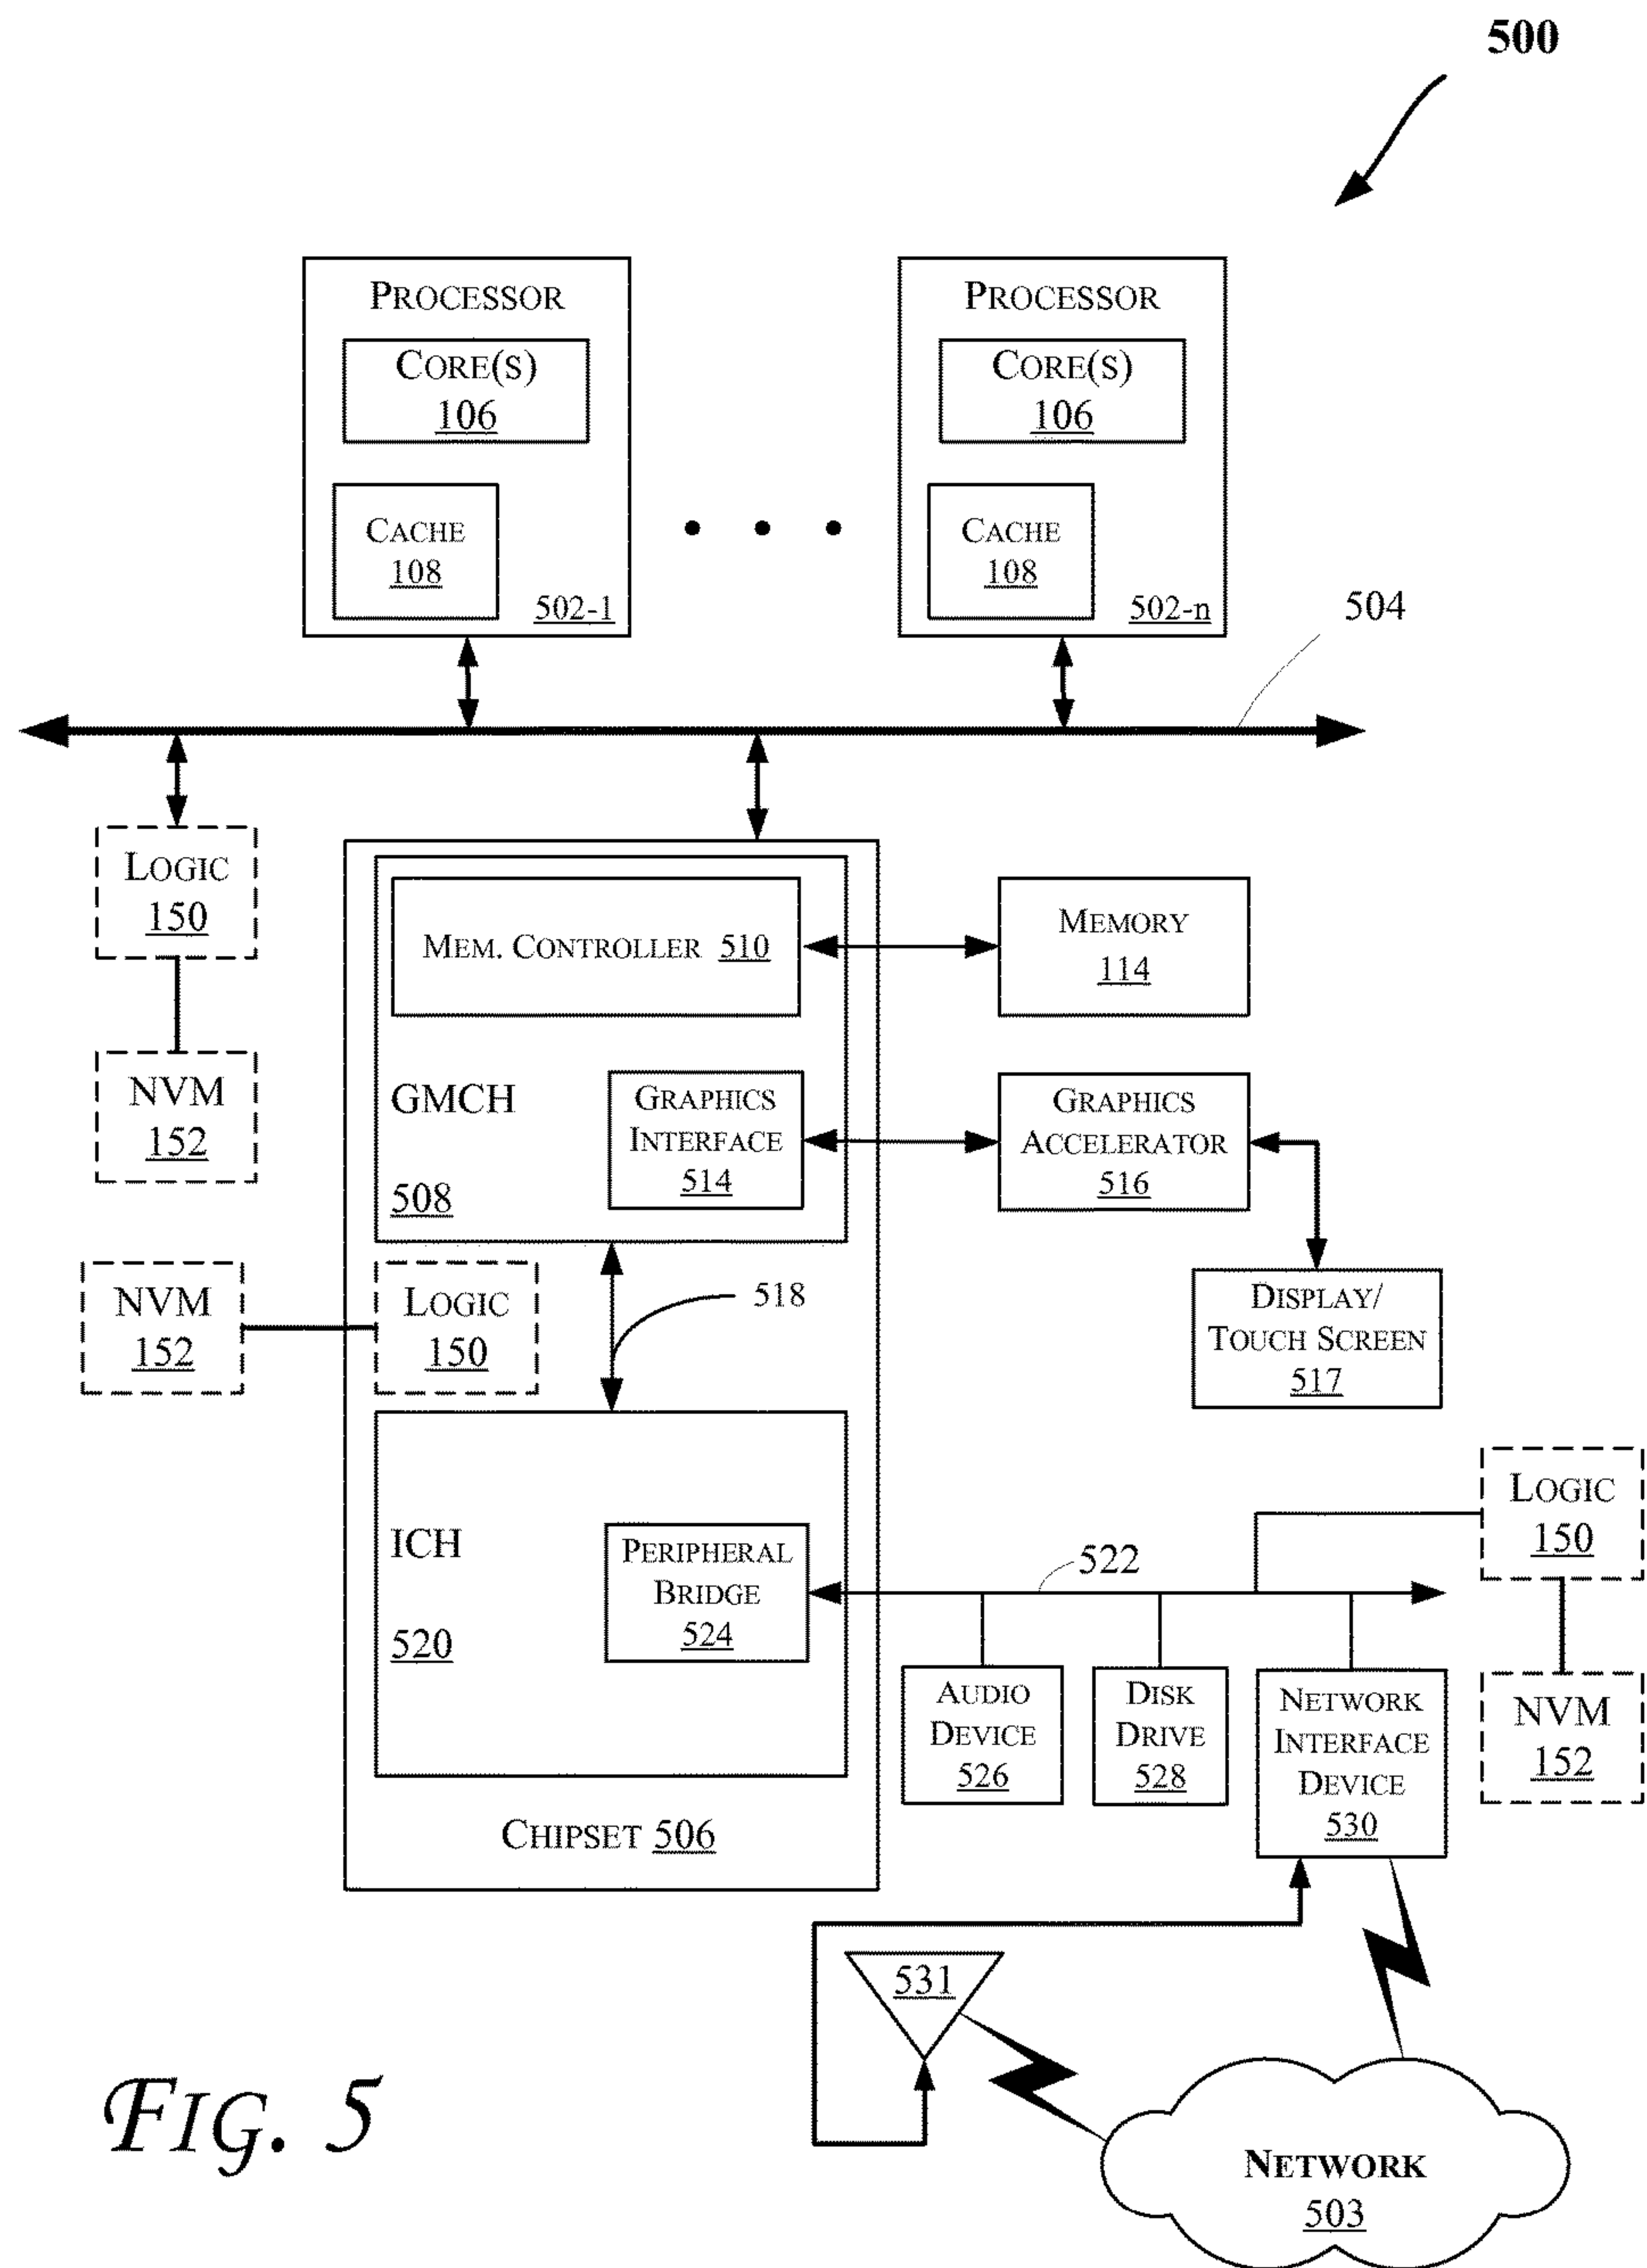 500
PROCESSOR
CORE(S)
106
CACHE
108
502-1
PROCESSOR
CORE(S)
106
CACHE
108
502-n
504
LOGIC
150
NVM
152
MEM. CONTROLLER 510
MEMORY
114
GMCH
508
GRAPHICS
INTERFACE
514
GRAPHICS
ACCELERATOR
516
DISPLAY/
TOUCH SCREEN
517
NVM
152
LOGIC
150
518
ICH
520
PERIPHERAL
BRIDGE
524
522
LOGIC
150
NVM
152
AUDIO
DEVICE
526
DISK
DRIVE
528
NETWORK
INTERFACE
DEVICE
530
CHIPSET 506
531
NETWORK
503
FIG. 5